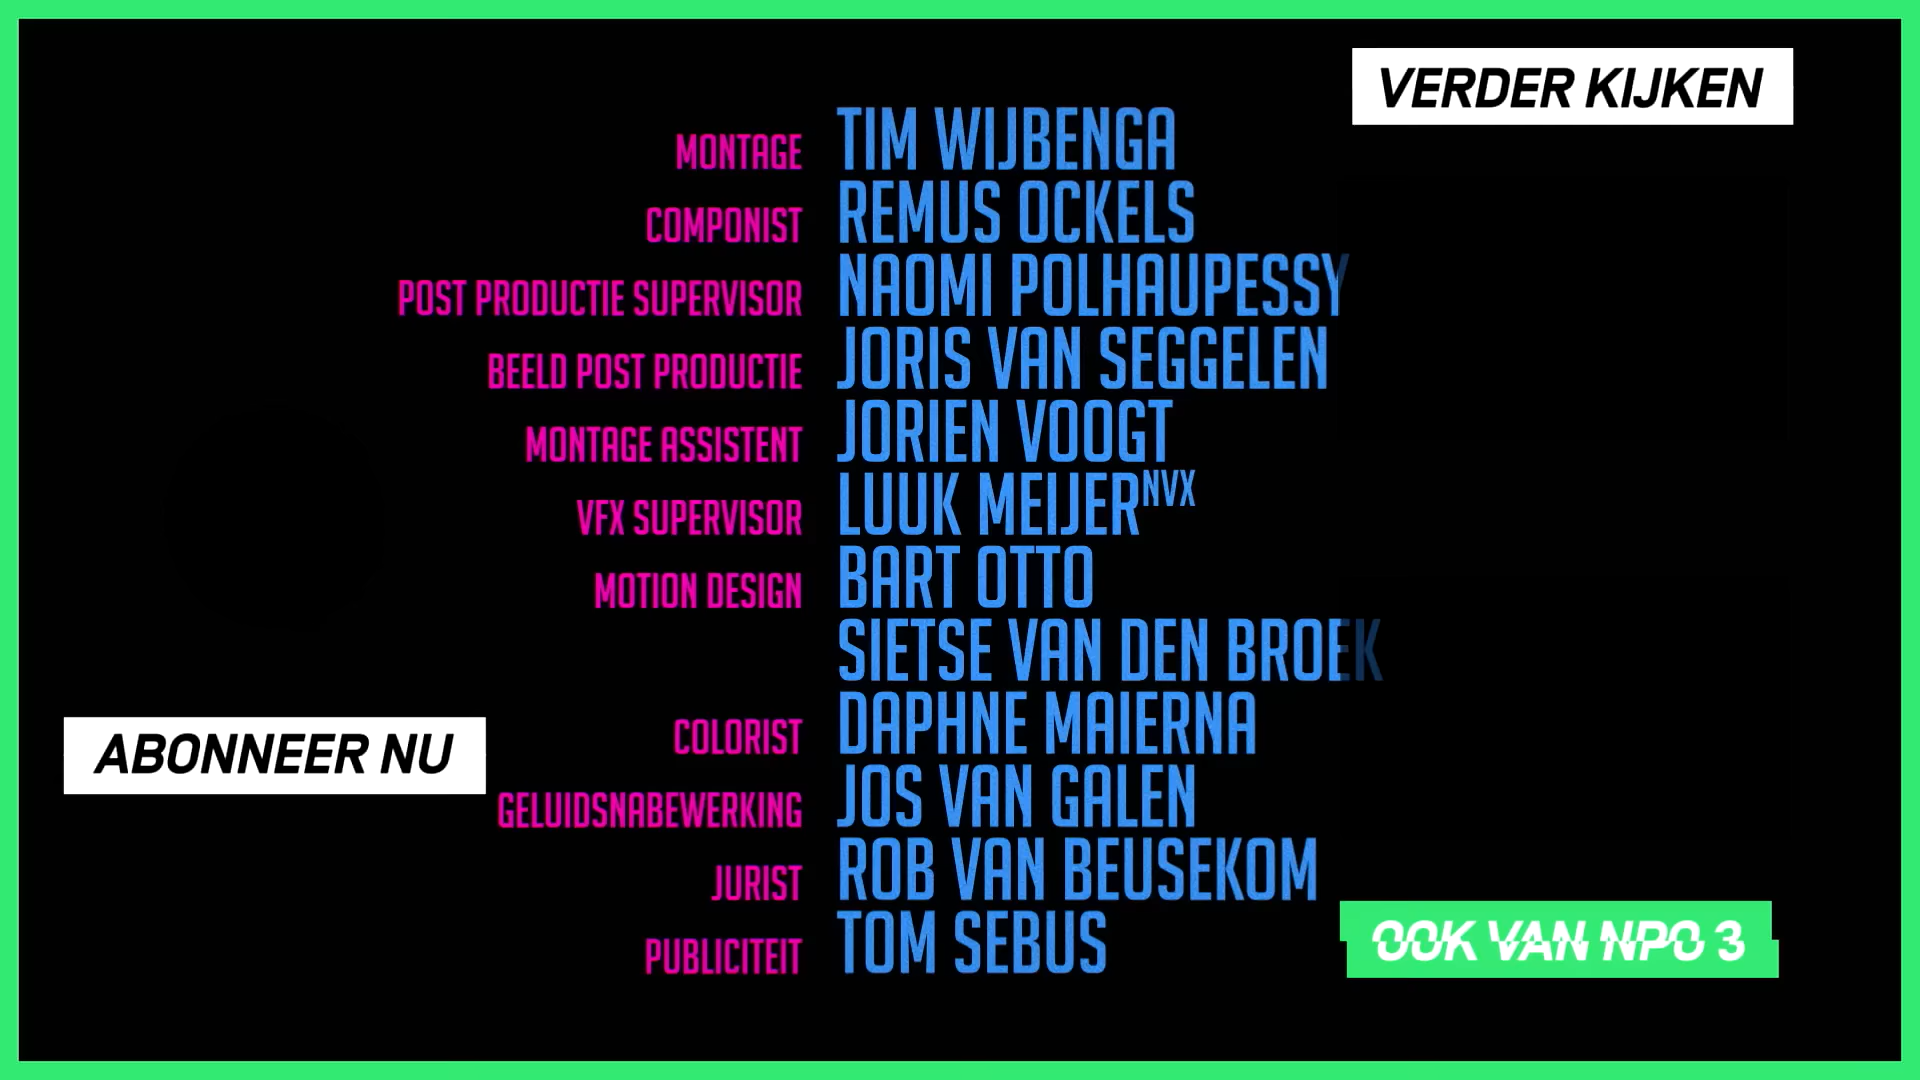 VERDER KIJKEN
MONTAGE TIM WIJBENGA
COMPONIST REMUS OCKELS
POST PRODUCTIE SUPERVISOR NAOMI POLHAUPESSY
BEELD POST PRODUCTIE JORIS VAN SEGGELEN
MONTAGE ASSISTENT JORIEN VOOGT
VFX SUPERVISOR LUUK MEIJER NVX
MOTION DESIGN BART OTTO
SIETSE VAN DEN BROEK
COLORIST DAPHNE MAIERNA
ABONNEER NU
GELUIDSNABEWERKING JOS VAN GALEN
JURIST ROB VAN BEUSEKOM
PUBLICITEIT TOM SEBUS
OOK VAN NPO 3